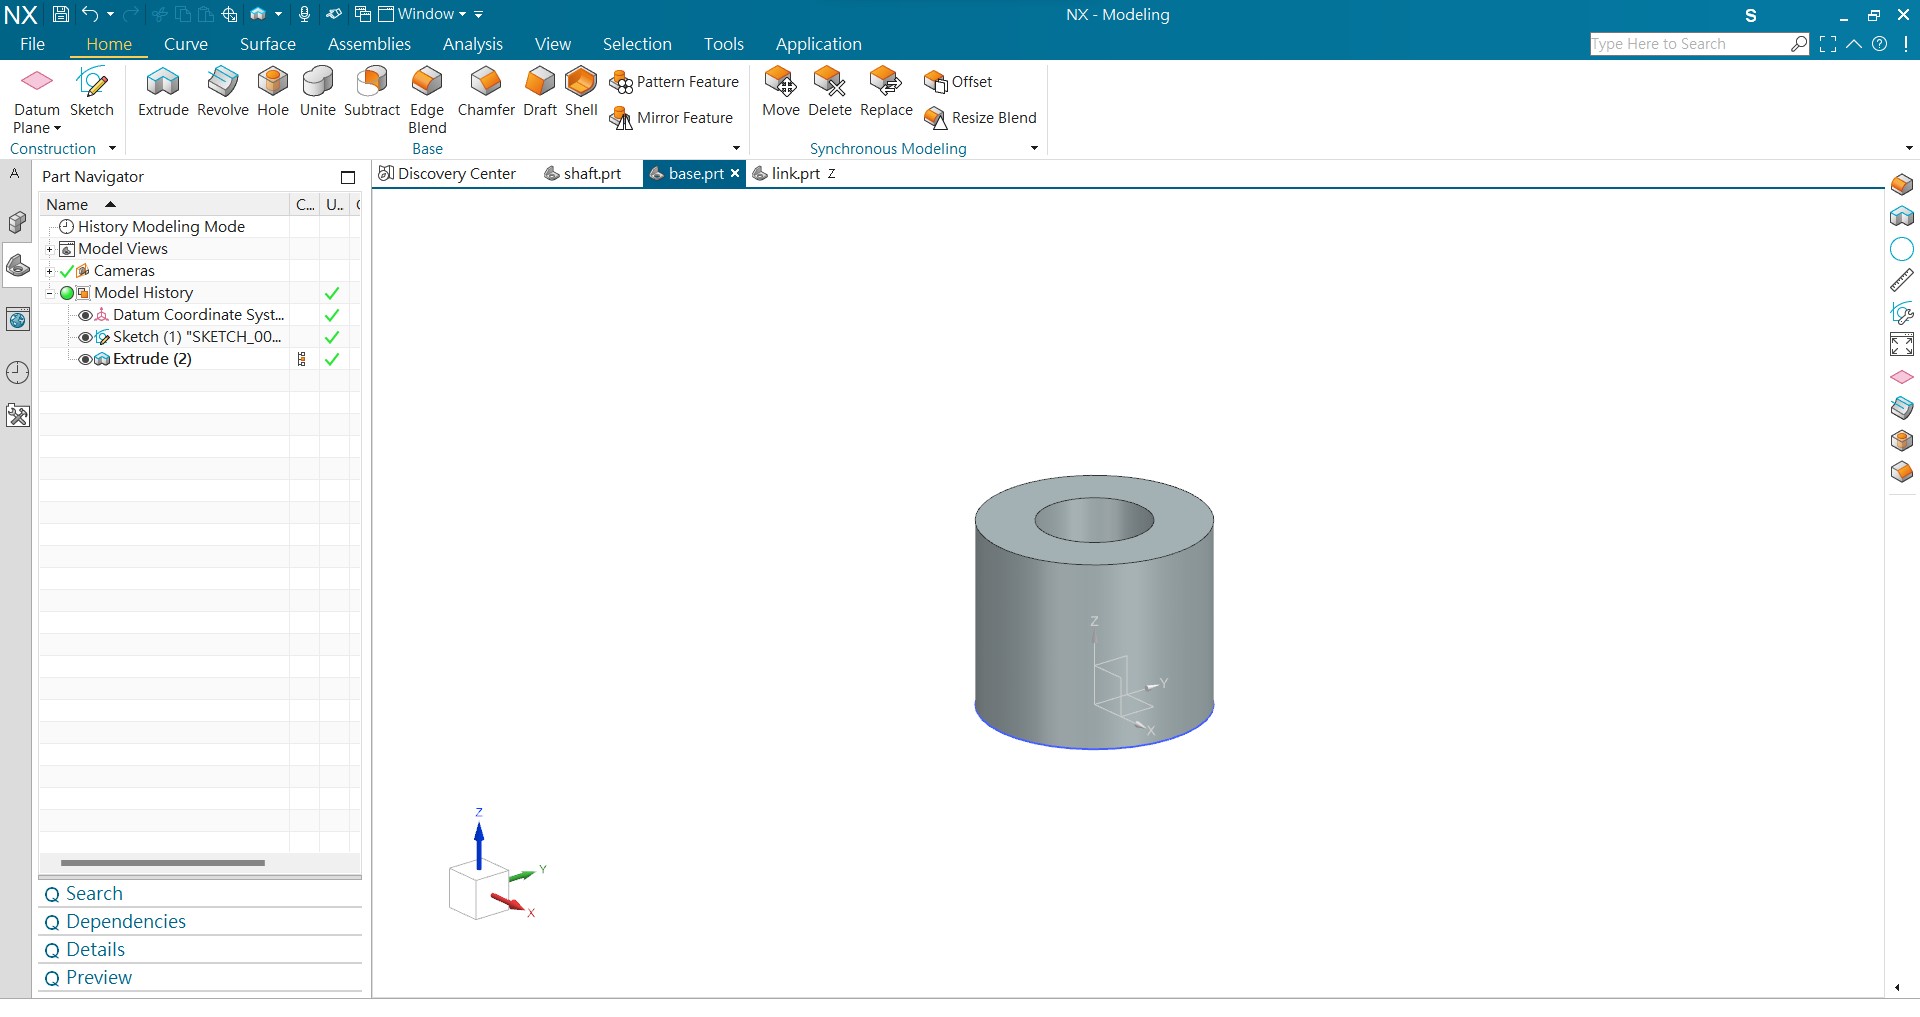 NX Window NX - Modeling S
File Home Curve Surface Assemblies Analysis View Selection Tools Application Type Here to Search
Datum Plane Sketch Extrude Revolve Hole Unite Subtract Edge Blend Chamfer Draft Shell Pattern Feature Mirror Feature Move Delete Replace Offset Resize Blend
Construction Base Synchronous Modeling
A Part Navigator Discovery Center shaft.prt base.prt link.prt Z
Name C... U..
History Modeling Mode
Model Views
Cameras
Model History
Datum Coordinate Syst...
Sketch (1) "SKETCH_00...
Extrude (2)
Z
Y
X
Z
Y
X
Search
Dependencies
Details
Preview